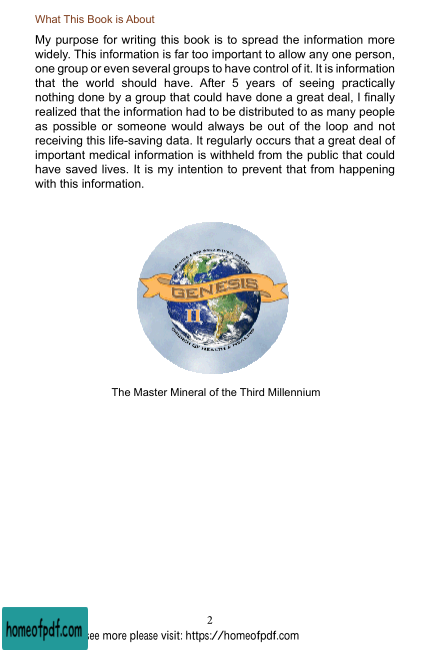 What This Book is About
My purpose for writing this book is to spread the information more
widely. This information is far too important to allow any one person,
one group or even several groups to have control of it. It is information
that the world should have. After 5 years of seeing practically
nothing done by a group that could have done a great deal, I finally
realized that the information had to be distributed to as many people
as possible or someone would always be out of the loop and not
receiving this life-saving data. It regularly occurs that a great deal of
important medical information is withheld from the public that could
have saved lives. It is my intention to prevent that from happening
with this information.
GENESIS
II
CHURCH OF HEALTH & HEALING
The Master Mineral of the Third Millennium
2
homeofpdf.com
see more please visit: https://homeofpdf.com